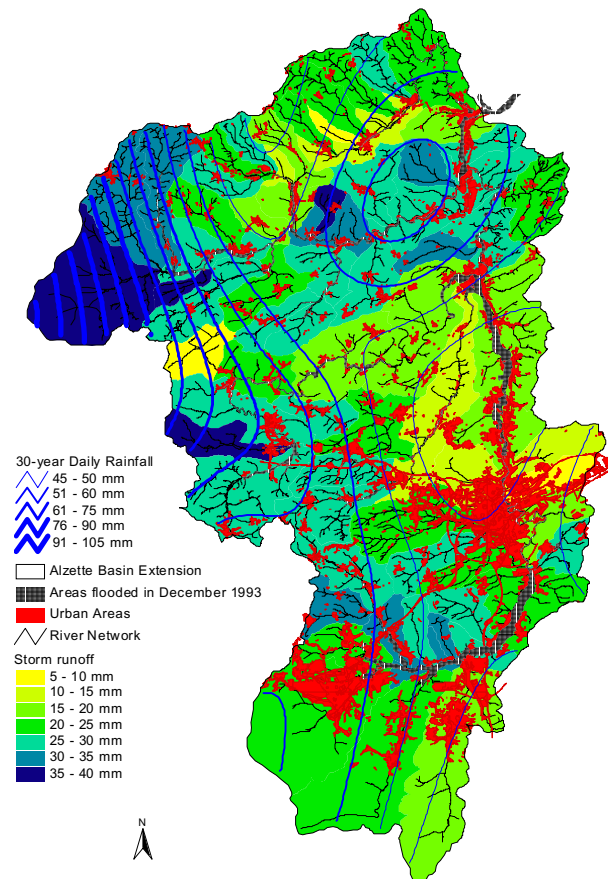 30-year Daily Rainfall
45 - 50 mm
51 - 60 mm
61 - 75 mm
76 - 90 mm
91 - 105 mm
Alzette Basin Extension
Areas flooded in December 1993
Urban Areas
River Network
Storm runoff
5 - 10 mm
10 - 15 mm
15 - 20 mm
20 - 25 mm
25 - 30 mm
30 - 35 mm
35 - 40 mm
N